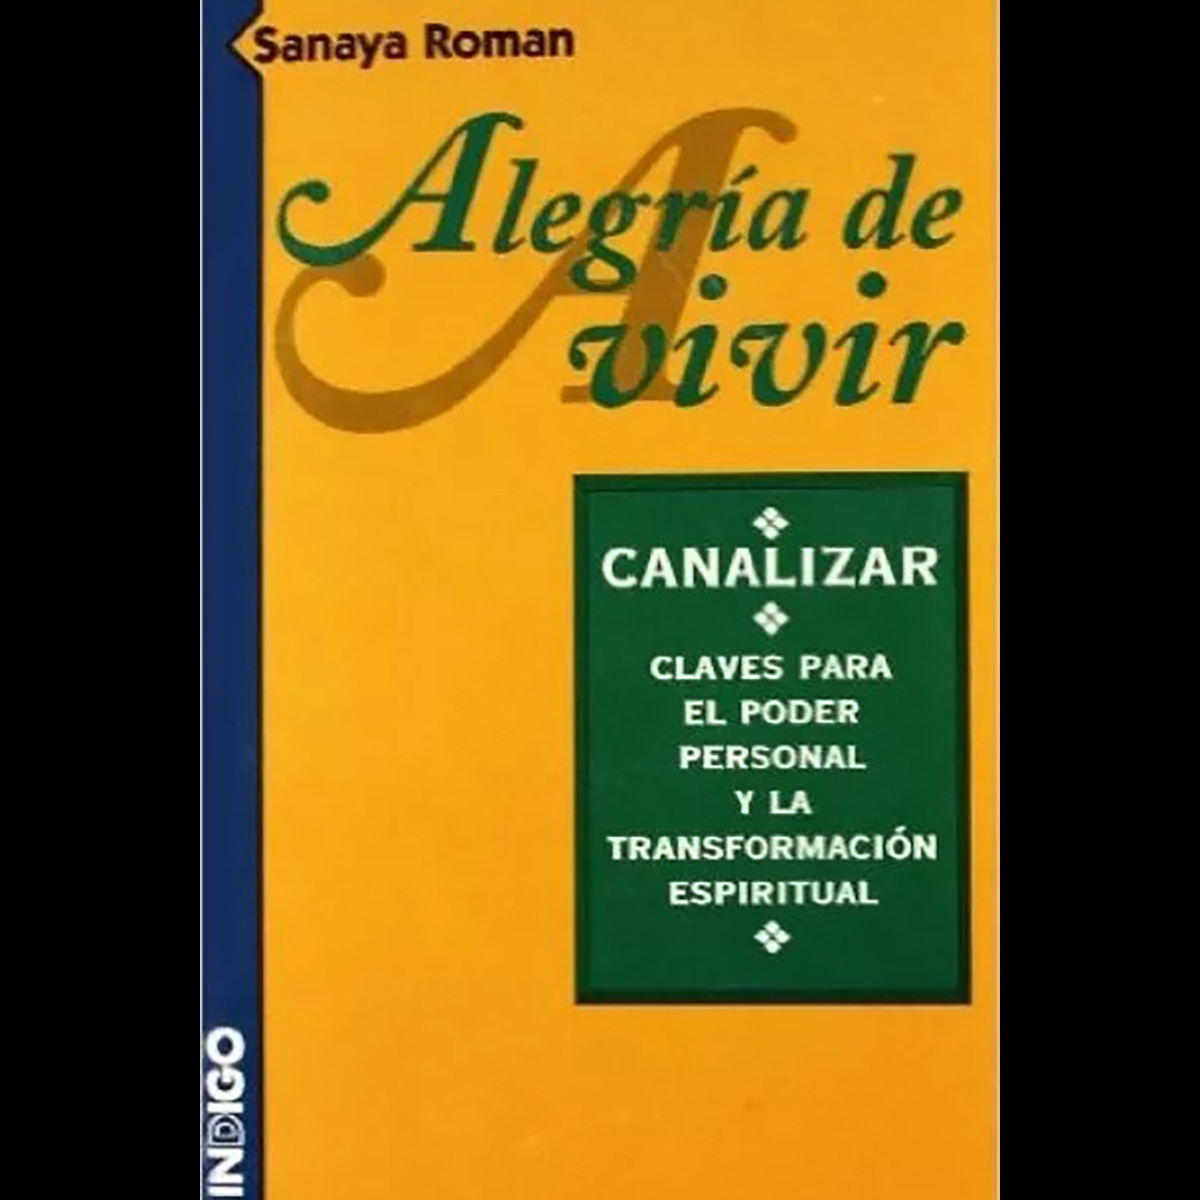 Sanaya Roman
Alegría de
vivir
CANALIZAR
CLAVES PARA
EL PODER
PERSONAL
Y LA
TRANSFORMACIÓN
ESPIRITUAL
INDIGO